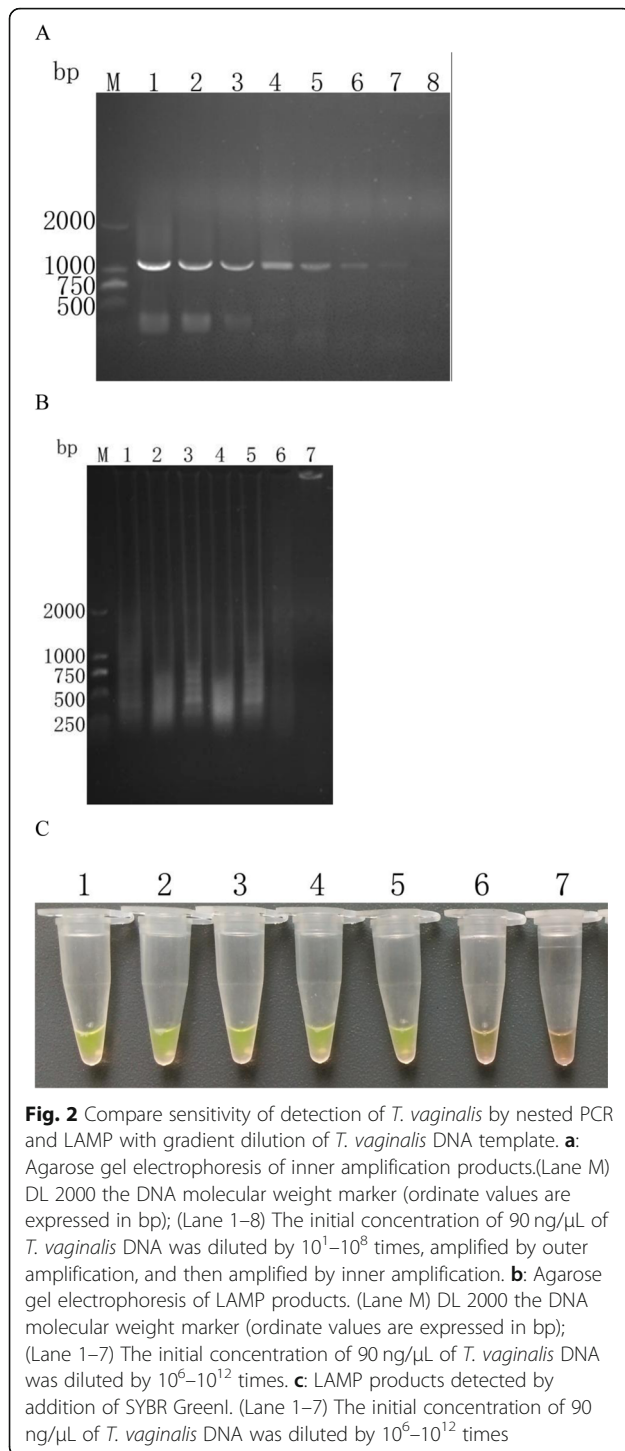 A
bp M 1 2 3 4 5 6 7 8
2000
1000
750
500
B
bp M 1 2 3 4 5 6 7
2000
1000
750
500
250
C
1 2 3 4 5 6 7
Fig. 2 Compare sensitivity of detection of T. vaginalis by nested PCR
and LAMP with gradient dilution of T. vaginalis DNA template. a:
Agarose gel electrophoresis of inner amplification products.(Lane M)
DL 2000 the DNA molecular weight marker (ordinate values are
expressed in bp); (Lane 1–8) The initial concentration of 90 ng/μL of
T. vaginalis DNA was diluted by 10¹–10⁸ times, amplified by outer
amplification, and then amplified by inner amplification. b: Agarose
gel electrophoresis of LAMP products. (Lane M) DL 2000 the DNA
molecular weight marker (ordinate values are expressed in bp);
(Lane 1–7) The initial concentration of 90 ng/μL of T. vaginalis DNA
was diluted by 10⁶–10¹² times. c: LAMP products detected by
addition of SYBR GreenI. (Lane 1–7) The initial concentration of 90
ng/μL of T. vaginalis DNA was diluted by 10⁶–10¹² times